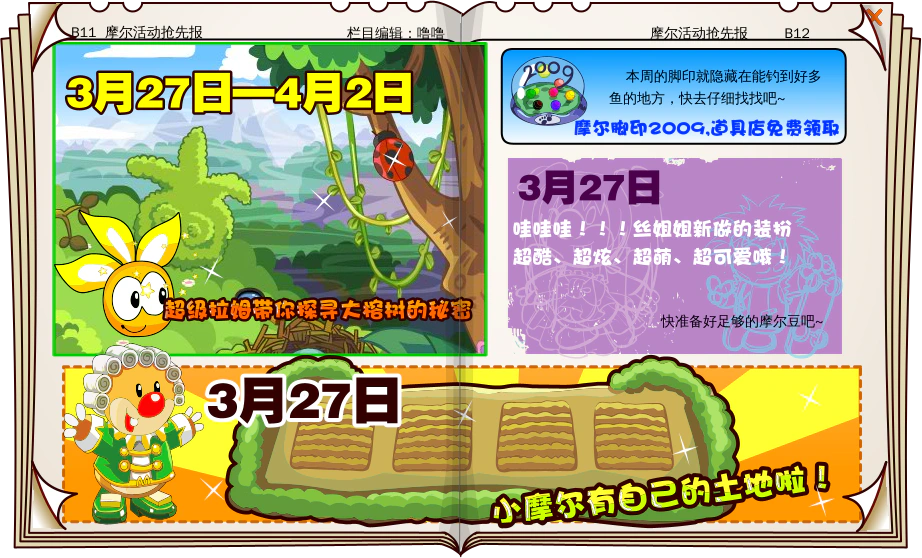 B11 摩尔活动抢先报
栏目编辑：噜噜
摩尔活动抢先报
B12
3月27日—4月2日
超级拉姆带你探寻大榕树的秘密
2009
本周的脚印就隐藏在能钓到好多
鱼的地方，快去仔细找找吧~
摩尔脚印2009,道具店免费领取
3月27日
哇哇哇！！！丝姐姐新做的装扮
超酷、超炫、超萌、超可爱哦！
快准备好足够的摩尔豆吧~
3月27日
小摩尔有自己的土地啦！